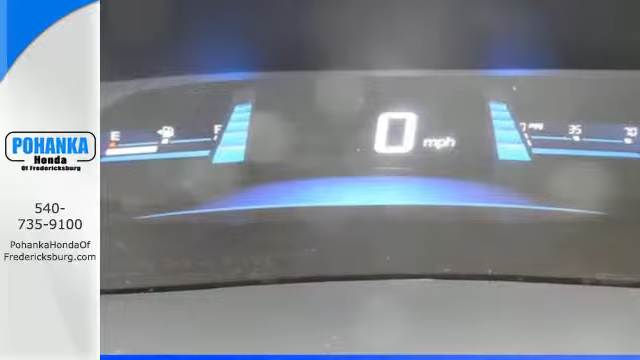 POHANKA
Honda
Of Fredericksburg
540-
735-9100
PohankaHondaOf
Fredericksburg.com
E
F
0 mph
35
70